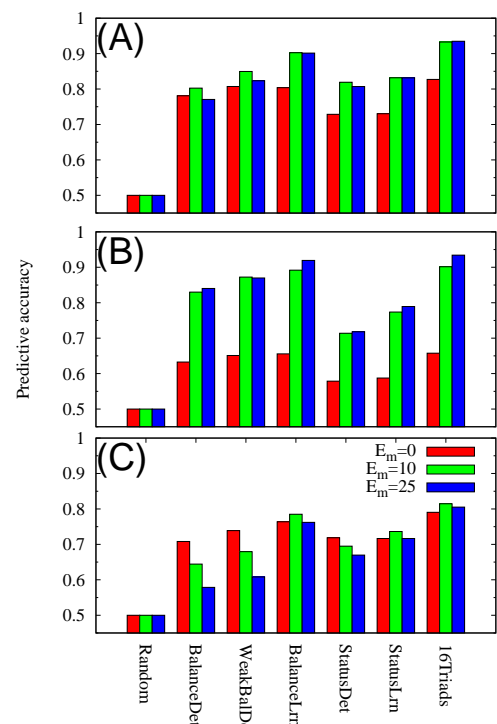 Predictive accuracy
(A)
1
0.9
0.8
0.7
0.6
0.5
(B)
1
0.9
0.8
0.7
0.6
0.5
(C)
1
0.9
0.8
0.7
0.6
0.5
E_m=0
E_m=10
E_m=25
Random
BalanceDet
BalanceLrn
StatusDet
StatusLrn
16Triads